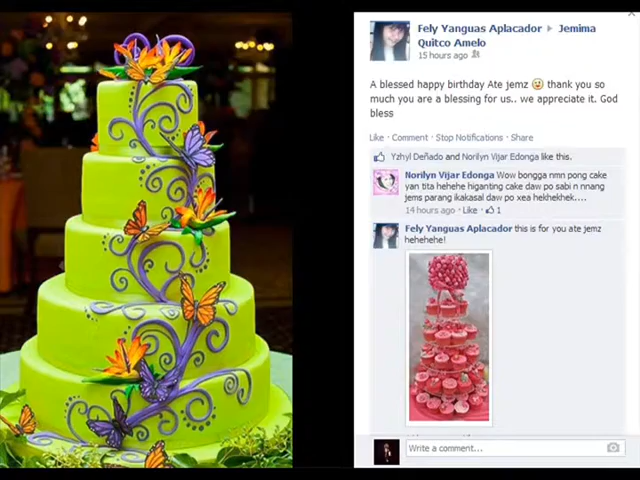 Fely Yanguas Aplacador ▶ Jemima
Quitco Amelo
15 hours ago
A blessed happy birthday Ate jemz 😜 thank you so
much you are a blessing for us.. we appreciate it. God
bless
Like · Comment · Stop Notifications · Share
Yzhyl Deñado and Norilyn Vijar Edonga like this.
Norilyn Vijar Edonga Wow bongga nmn pong cake
yan tita hehehe higanting cake daw po sabi n nnang
jems parang ikakasal daw po xea hekhekhek....
14 hours ago · Like · 👍 1
Fely Yanguas Aplacador this is for you ate jemz
hehehehe!
Write a comment...